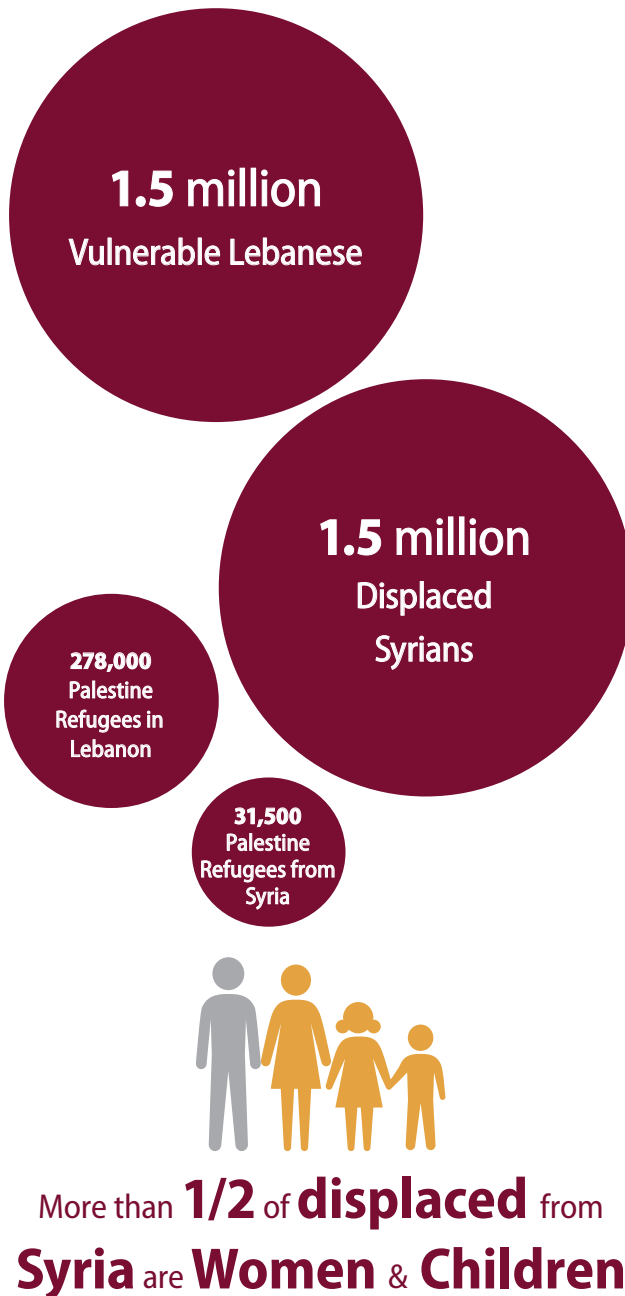 1.5 million
Vulnerable Lebanese
1.5 million
Displaced
Syrians
278,000
Palestine
Refugees in
Lebanon
31,500
Palestine
Refugees from
Syria
More than 1/2 of displaced from
Syria are Women & Children